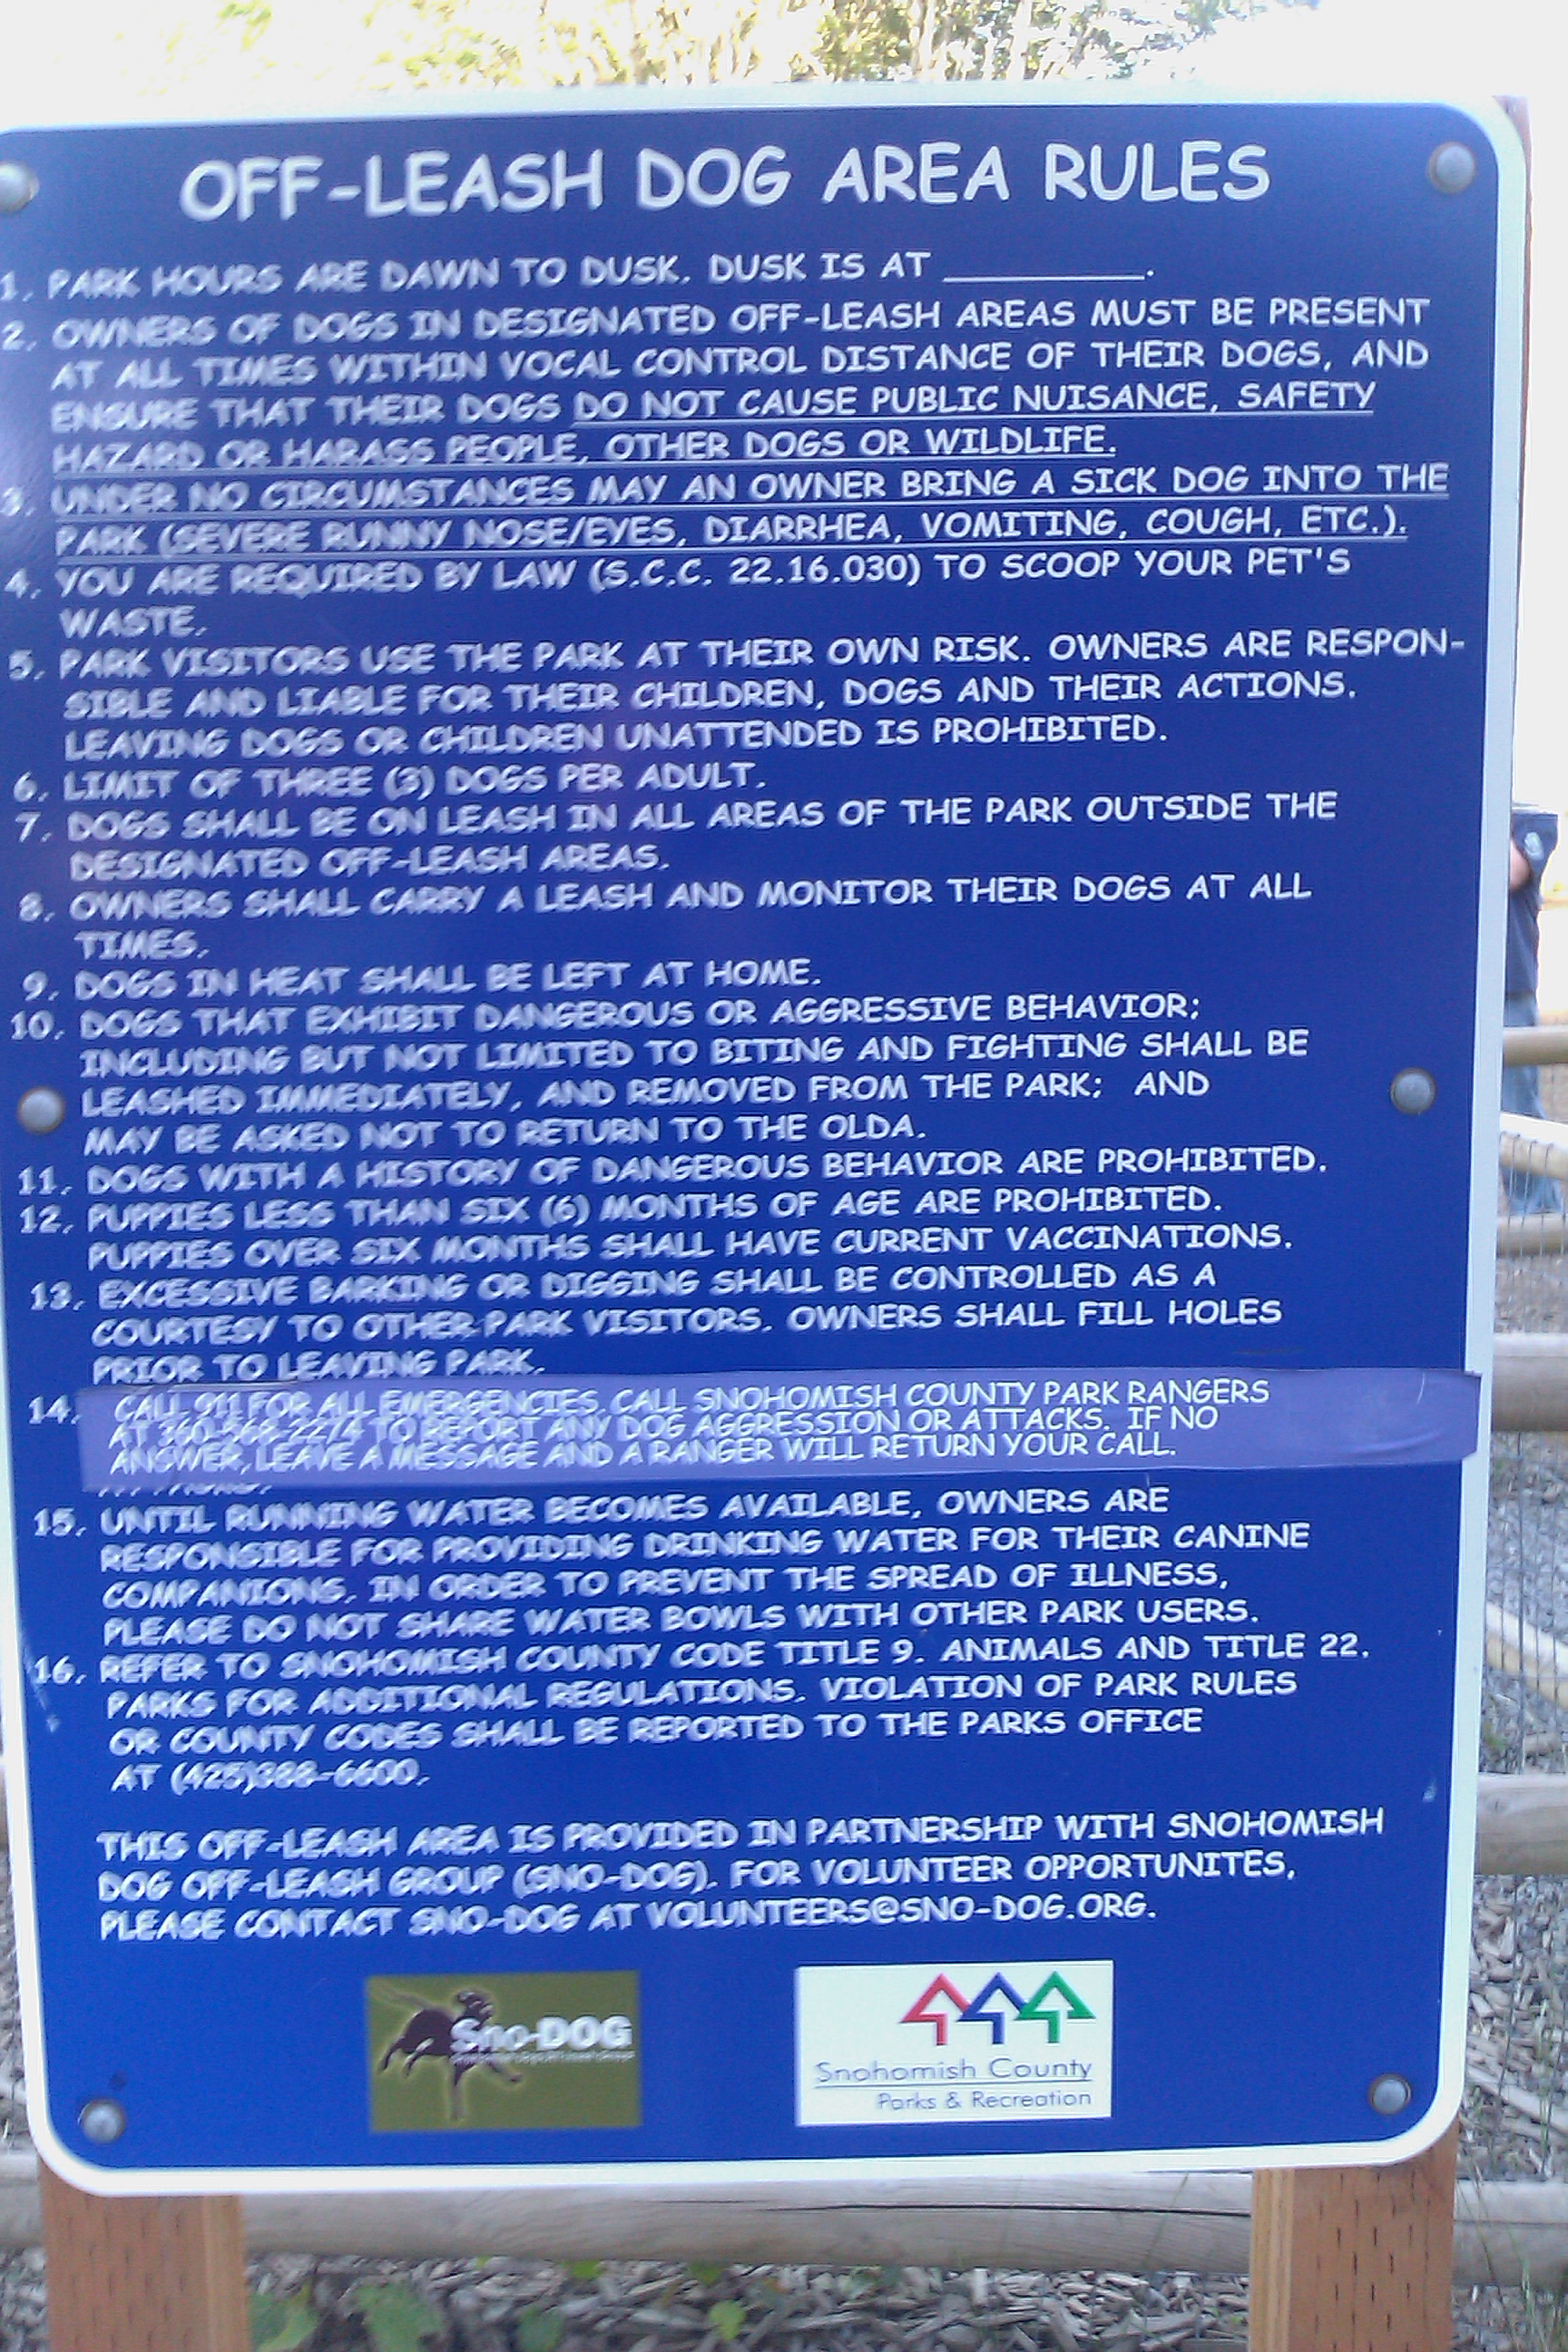 OFF-LEASH DOG AREA RULES
1. PARK HOURS ARE DAWN TO DUSK. DUSK IS AT __________.
2. OWNERS OF DOGS IN DESIGNATED OFF-LEASH AREAS MUST BE PRESENT
AT ALL TIMES WITHIN VOCAL CONTROL DISTANCE OF THEIR DOGS, AND
ENSURE THAT THEIR DOGS DO NOT CAUSE PUBLIC NUISANCE, SAFETY
HAZARD OR HARASS PEOPLE, OTHER DOGS OR WILDLIFE.
3. UNDER NO CIRCUMSTANCES MAY AN OWNER BRING A SICK DOG INTO THE
PARK (SEVERE RUNNY NOSE/EYES, DIARRHEA, VOMITING, COUGH, ETC.).
4. YOU ARE REQUIRED BY LAW (S.C.C. 22.16.030) TO SCOOP YOUR PET'S
WASTE.
5. PARK VISITORS USE THE PARK AT THEIR OWN RISK. OWNERS ARE RESPON-
SIBLE AND LIABLE FOR THEIR CHILDREN, DOGS AND THEIR ACTIONS.
LEAVING DOGS OR CHILDREN UNATTENDED IS PROHIBITED.
6. LIMIT OF THREE (3) DOGS PER ADULT.
7. DOGS SHALL BE ON LEASH IN ALL AREAS OF THE PARK OUTSIDE THE
DESIGNATED OFF-LEASH AREAS.
8. OWNERS SHALL CARRY A LEASH AND MONITOR THEIR DOGS AT ALL
TIMES.
9. DOGS IN HEAT SHALL BE LEFT AT HOME.
10. DOGS THAT EXHIBIT DANGEROUS OR AGGRESSIVE BEHAVIOR;
INCLUDING BUT NOT LIMITED TO BITING AND FIGHTING SHALL BE
LEASHED IMMEDIATELY, AND REMOVED FROM THE PARK; AND
MAY BE ASKED NOT TO RETURN TO THE OLDA.
11. DOGS WITH A HISTORY OF DANGEROUS BEHAVIOR ARE PROHIBITED.
12. PUPPIES LESS THAN SIX (6) MONTHS OF AGE ARE PROHIBITED.
PUPPIES OVER SIX MONTHS SHALL HAVE CURRENT VACCINATIONS.
13. EXCESSIVE BARKING OR DIGGING SHALL BE CONTROLLED AS A
COURTESY TO OTHER PARK VISITORS. OWNERS SHALL FILL HOLES
PRIOR TO LEAVING PARK.
14. CALL 911 FOR ALL EMERGENCIES. CALL SNOHOMISH COUNTY PARK RANGERS
AT 360-568-2274 TO REPORT ANY DOG AGGRESSION OR ATTACKS. IF NO
ANSWER, LEAVE A MESSAGE AND A RANGER WILL RETURN YOUR CALL.
15. UNTIL RUNNING WATER BECOMES AVAILABLE, OWNERS ARE
RESPONSIBLE FOR PROVIDING DRINKING WATER FOR THEIR CANINE
COMPANIONS. IN ORDER TO PREVENT THE SPREAD OF ILLNESS,
PLEASE DO NOT SHARE WATER BOWLS WITH OTHER PARK USERS.
16. REFER TO SNOHOMISH COUNTY CODE TITLE 9. ANIMALS AND TITLE 22.
PARKS FOR ADDITIONAL REGULATIONS. VIOLATION OF PARK RULES
OR COUNTY CODES SHALL BE REPORTED TO THE PARKS OFFICE
AT (425)388-6600.
THIS OFF-LEASH AREA IS PROVIDED IN PARTNERSHIP WITH SNOHOMISH
DOG OFF-LEASH GROUP (SNO-DOG). FOR VOLUNTEER OPPORTUNITES,
PLEASE CONTACT SNO-DOG AT VOLUNTEERS@SNO-DOG.ORG.
Sno-DOG
Snohomish County
Parks & Recreation